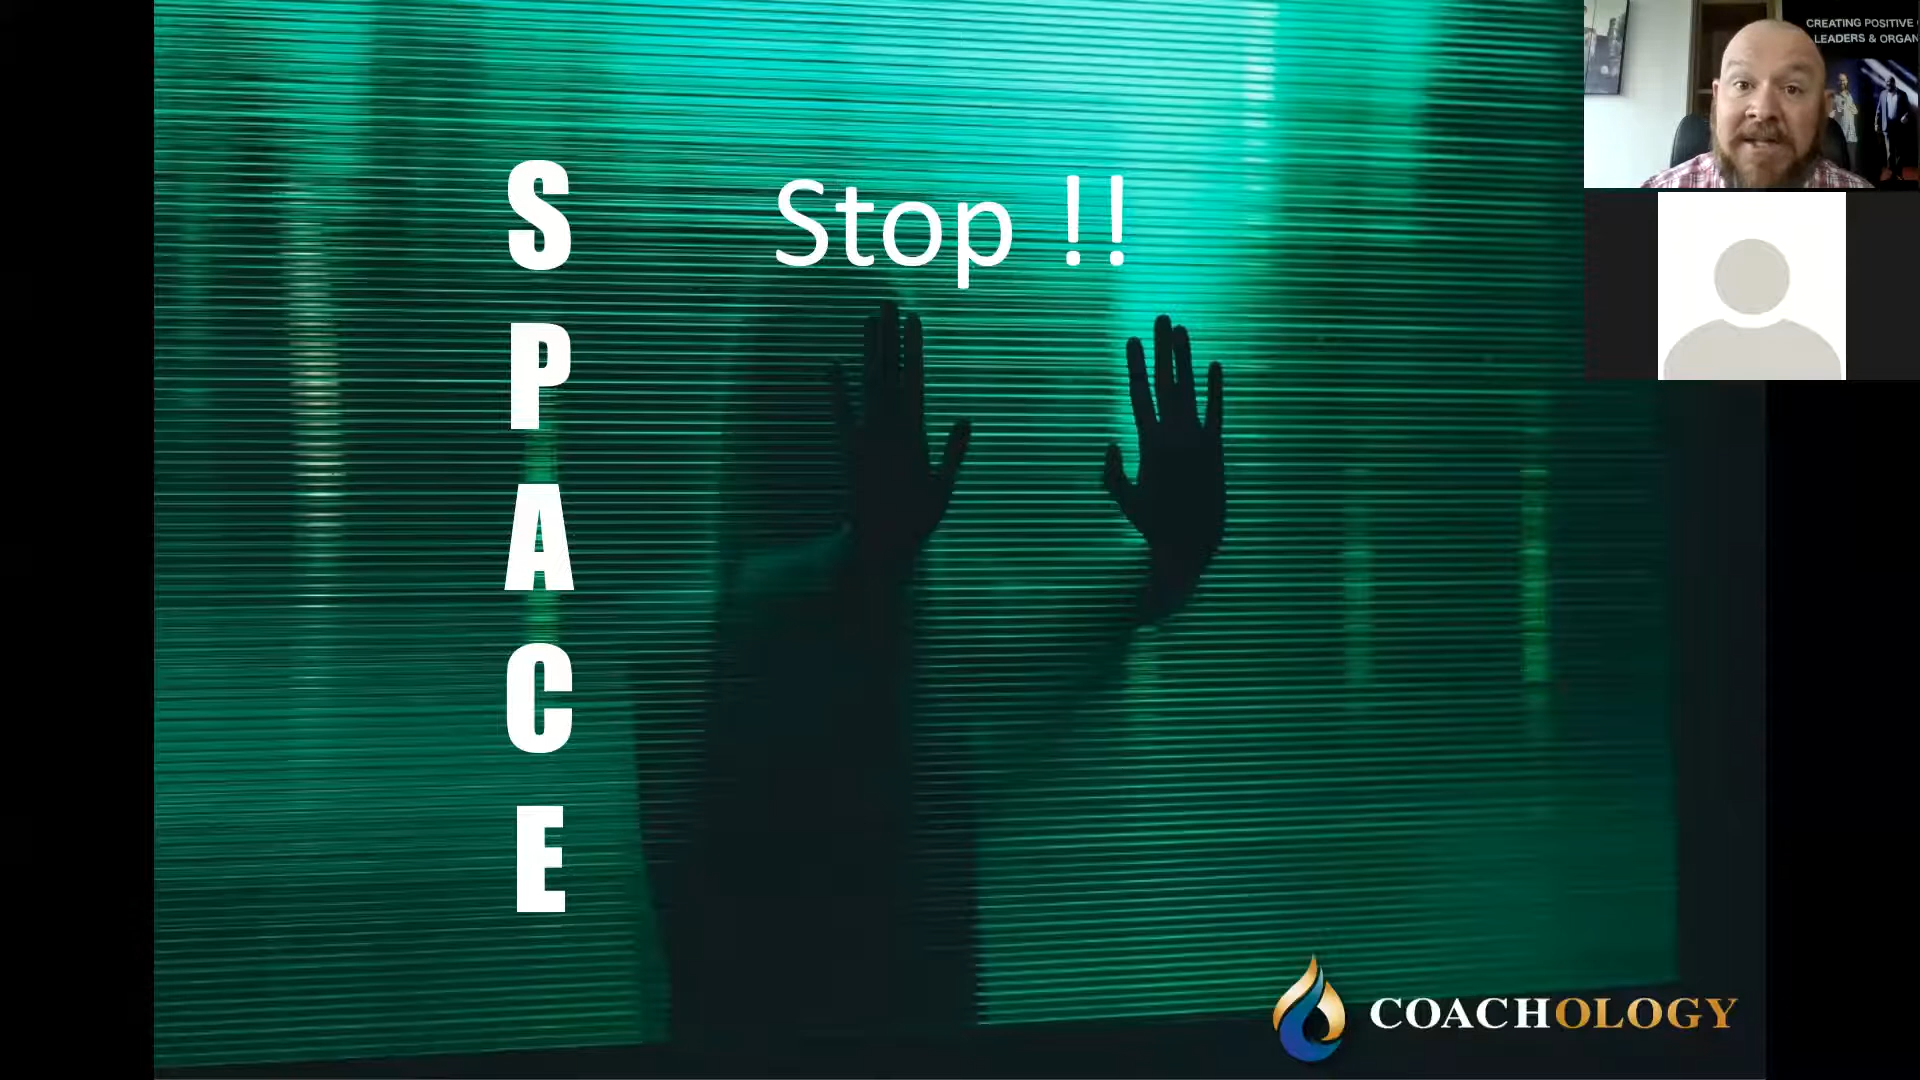 S
P
A
C
E
Stop !!
COACHOLOGY
CREATING POSITIVE
LEADERS & ORGAN